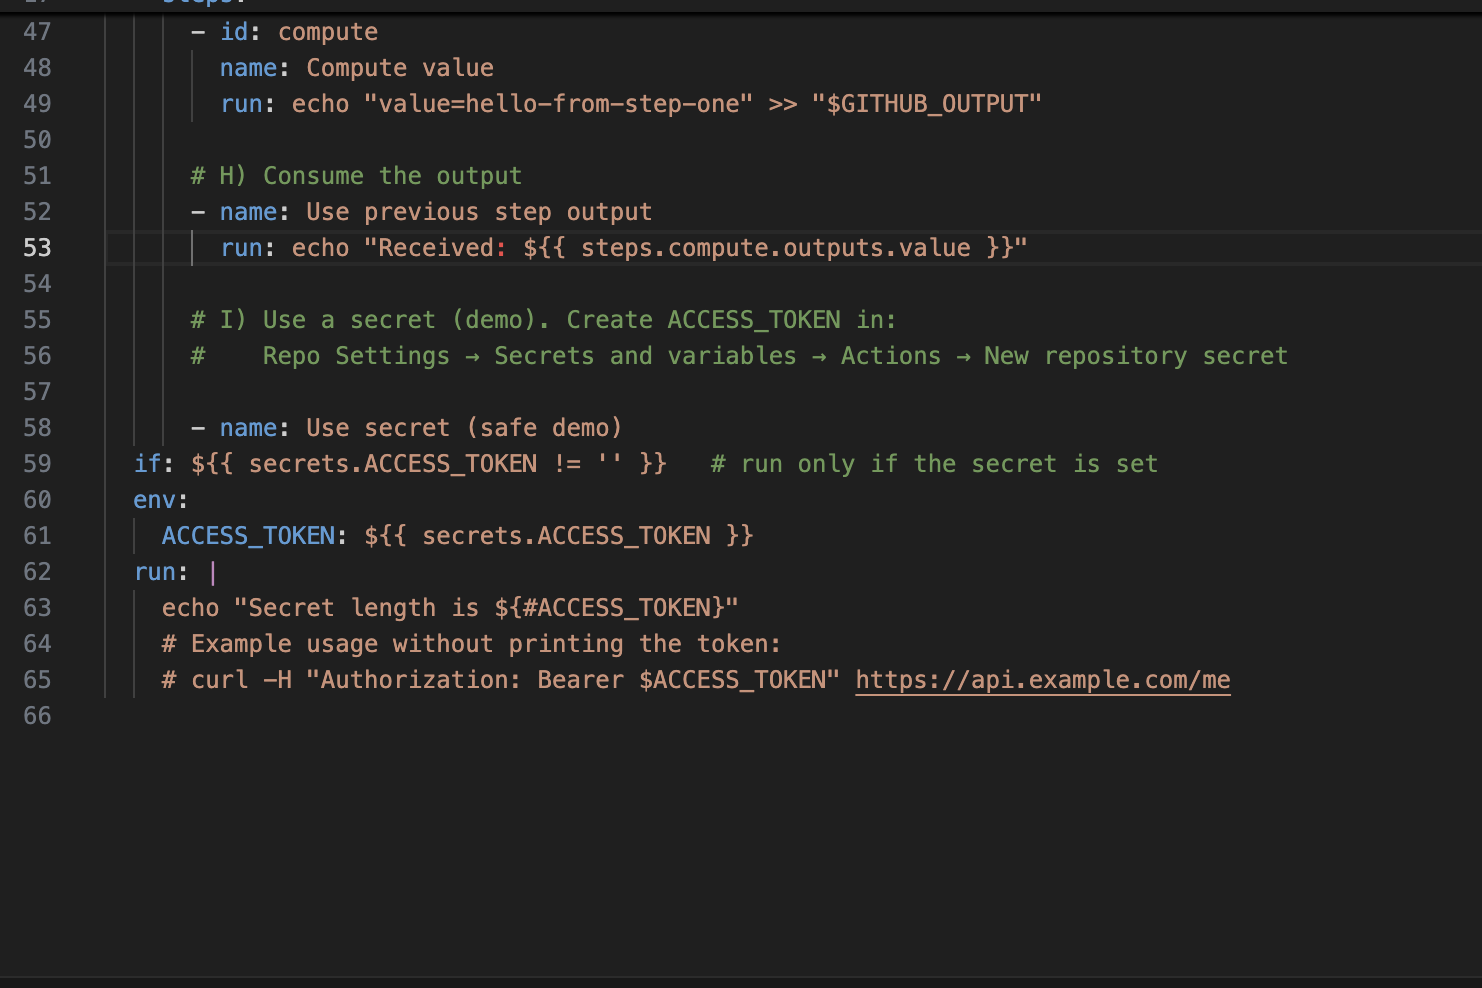 steps:
47 - id: compute
48 name: Compute value
49 run: echo "value=hello-from-step-one" >> "$GITHUB_OUTPUT"
50
51 # H) Consume the output
52 - name: Use previous step output
53 run: echo "Received: ${{ steps.compute.outputs.value }}"
54
55 # I) Use a secret (demo). Create ACCESS_TOKEN in:
56 # Repo Settings → Secrets and variables → Actions → New repository secret
57
58 - name: Use secret (safe demo)
59 if: ${{ secrets.ACCESS_TOKEN != '' }} # run only if the secret is set
60 env:
61 ACCESS_TOKEN: ${{ secrets.ACCESS_TOKEN }}
62 run: |
63 echo "Secret length is ${#ACCESS_TOKEN}"
64 # Example usage without printing the token:
65 # curl -H "Authorization: Bearer $ACCESS_TOKEN" https://api.example.com/me
66